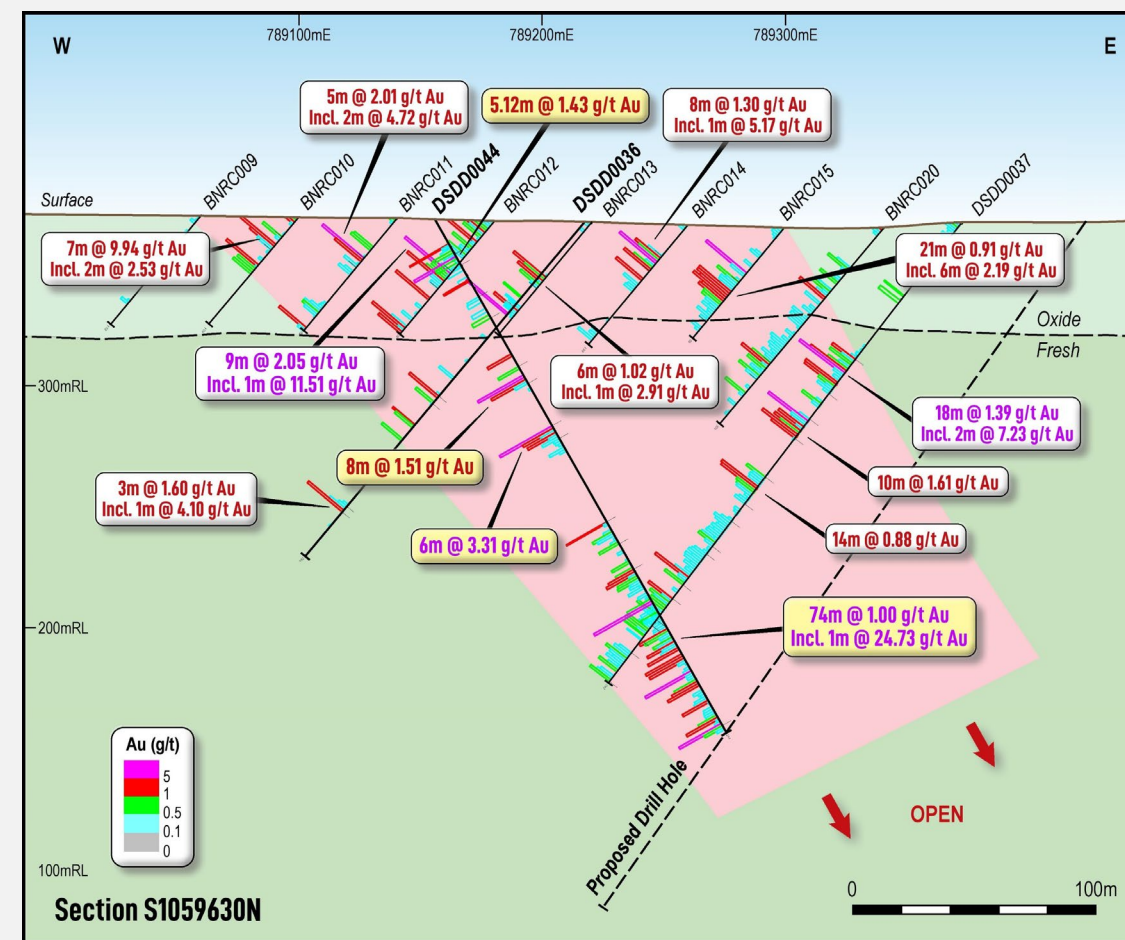 789100mE
789200mE
789300mE
W
E
5m @ 2.01 g/t Au
Incl. 2m @ 4.72 g/t Au
5.12m @ 1.43 g/t Au
8m @ 1.30 g/t Au
Incl. 1m @ 5.17 g/t Au
BNRC009
BNRC010
BNRC011
DSDD0044
BNRC012
DSDD0036
BNRC013
BNRC014
BNRC015
BNRC020
DSDD0037
Surface
7m @ 9.94 g/t Au
Incl. 2m @ 2.53 g/t Au
21m @ 0.91 g/t Au
Incl. 6m @ 2.19 g/t Au
Oxide
Fresh
9m @ 2.05 g/t Au
Incl. 1m @ 11.51 g/t Au
6m @ 1.02 g/t Au
Incl. 1m @ 2.91 g/t Au
300mRL
18m @ 1.39 g/t Au
Incl. 2m @ 7.23 g/t Au
8m @ 1.51 g/t Au
10m @ 1.61 g/t Au
3m @ 1.60 g/t Au
Incl. 1m @ 4.10 g/t Au
6m @ 3.31 g/t Au
14m @ 0.88 g/t Au
74m @ 1.00 g/t Au
Incl. 1m @ 24.73 g/t Au
200mRL
Au (g/t)
5
1
0.5
0.1
0
Proposed Drill Hole
OPEN
100mRL
0
100m
Section S1059630N